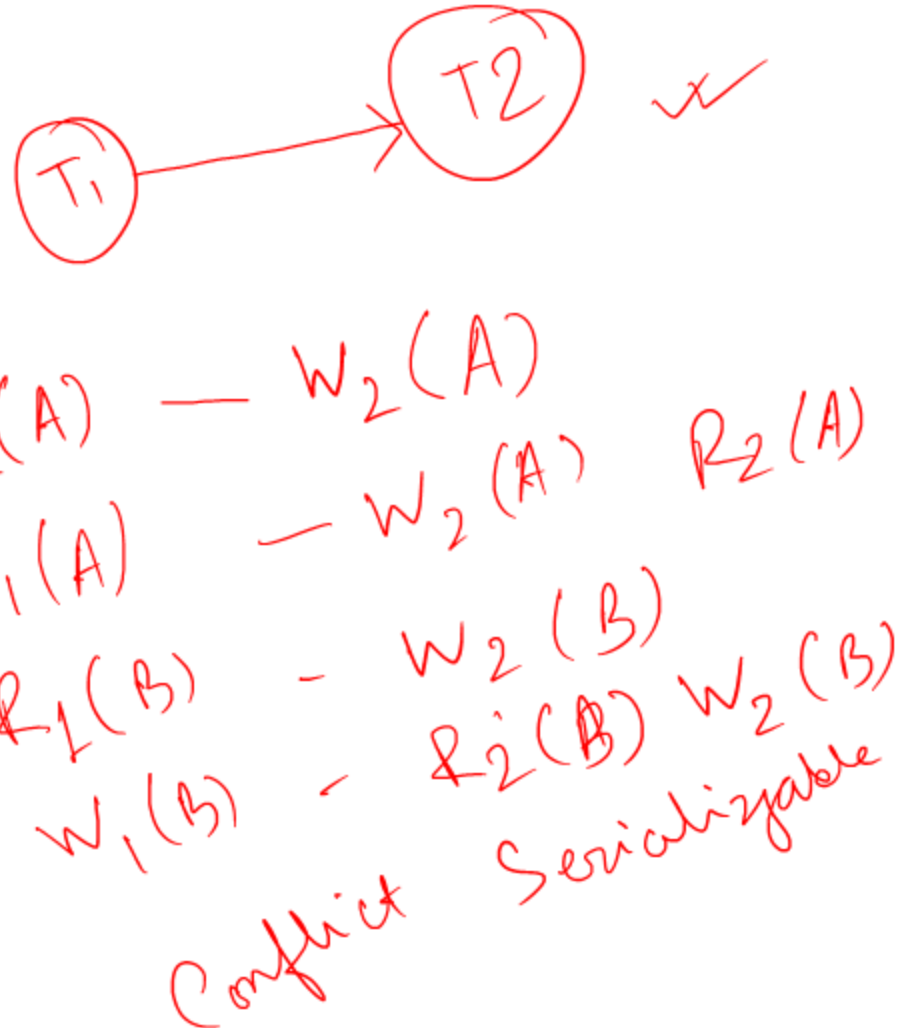 T1
T2
(A) — W2(A)
1(A) — W2(A) R2(A)
R1(B) - W2(B)
W1(B) - R2(B) W2(B)
Conflict Serializable